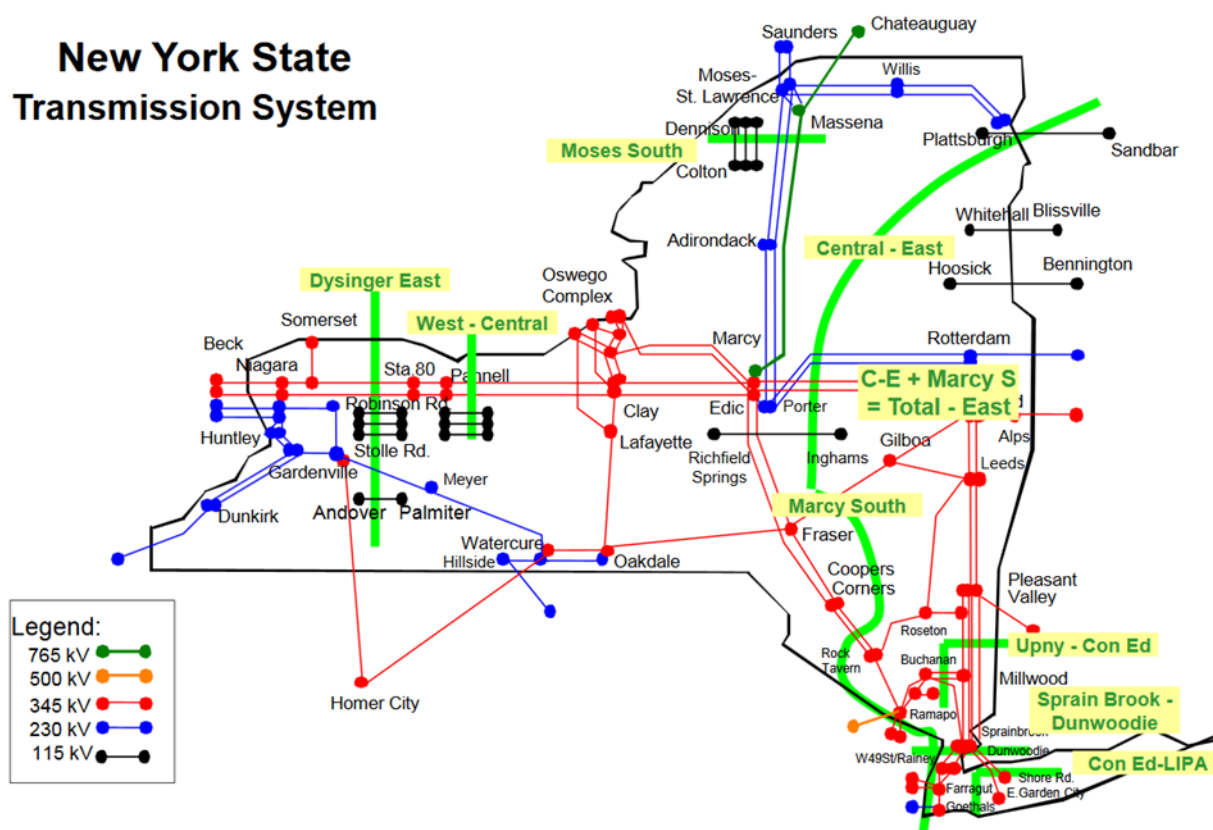 New York State
Transmission System
Chateauguay
Saunders
Moses-
St. Lawrence
Willis
Massena
Dennison
Plattsburgh
Sandbar
Moses South
Colton
Whitehall
Blissville
Adirondack
Central - East
Hoosick
Bennington
Oswego
Complex
Dysinger East
Somerset
West - Central
Marcy
Rotterdam
Beck
Niagara
Sta.80
Pannell
C-E + Marcy S
= Total - East
Robinson Rd.
Clay
Edic
Porter
Alps
Huntley
Stolle Rd.
Lafayette
Gilboa
Richfield
Springs
Inghams
Leeds
Gardenville
Meyer
Dunkirk
Andover
Palmiter
Marcy South
Fraser
Watercure
Hillside
Oakdale
Coopers
Corners
Pleasant
Valley
Legend:
765 kV
500 kV
345 kV
230 kV
115 kV
Roseton
Upny - Con Ed
Rock
Tavern
Buchanan
Millwood
Homer City
Ramapo
Sprain Brook -
Dunwoodie
Sprainbrook
Dunwoodie
W49St/Rainey
Con Ed-LIPA
Shore Rd.
Farragut
E.Garden City
Goethals